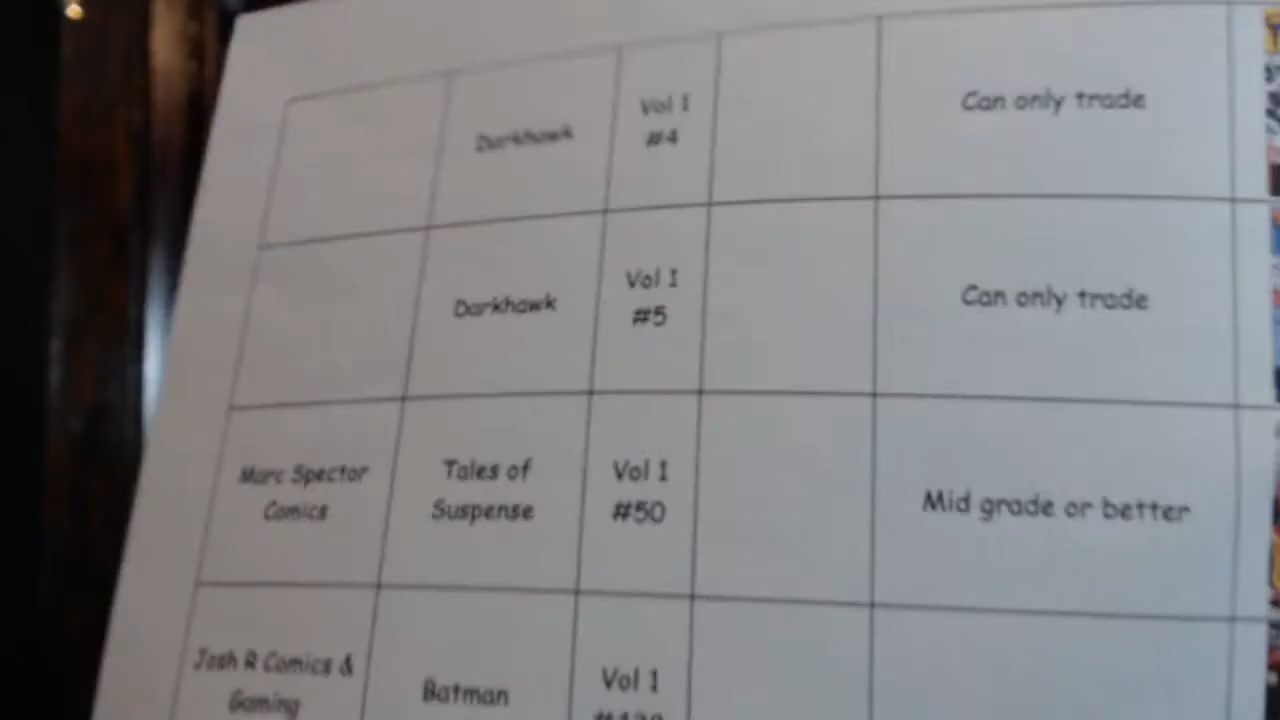 Darkhawk
Vol 1
#4
Can only trade
Darkhawk
Vol 1
#5
Can only trade
Marc Spector
Comics
Tales of
Suspense
Vol 1
#50
Mid grade or better
Josh R Comics &
Gaming
Batman
Vol 1